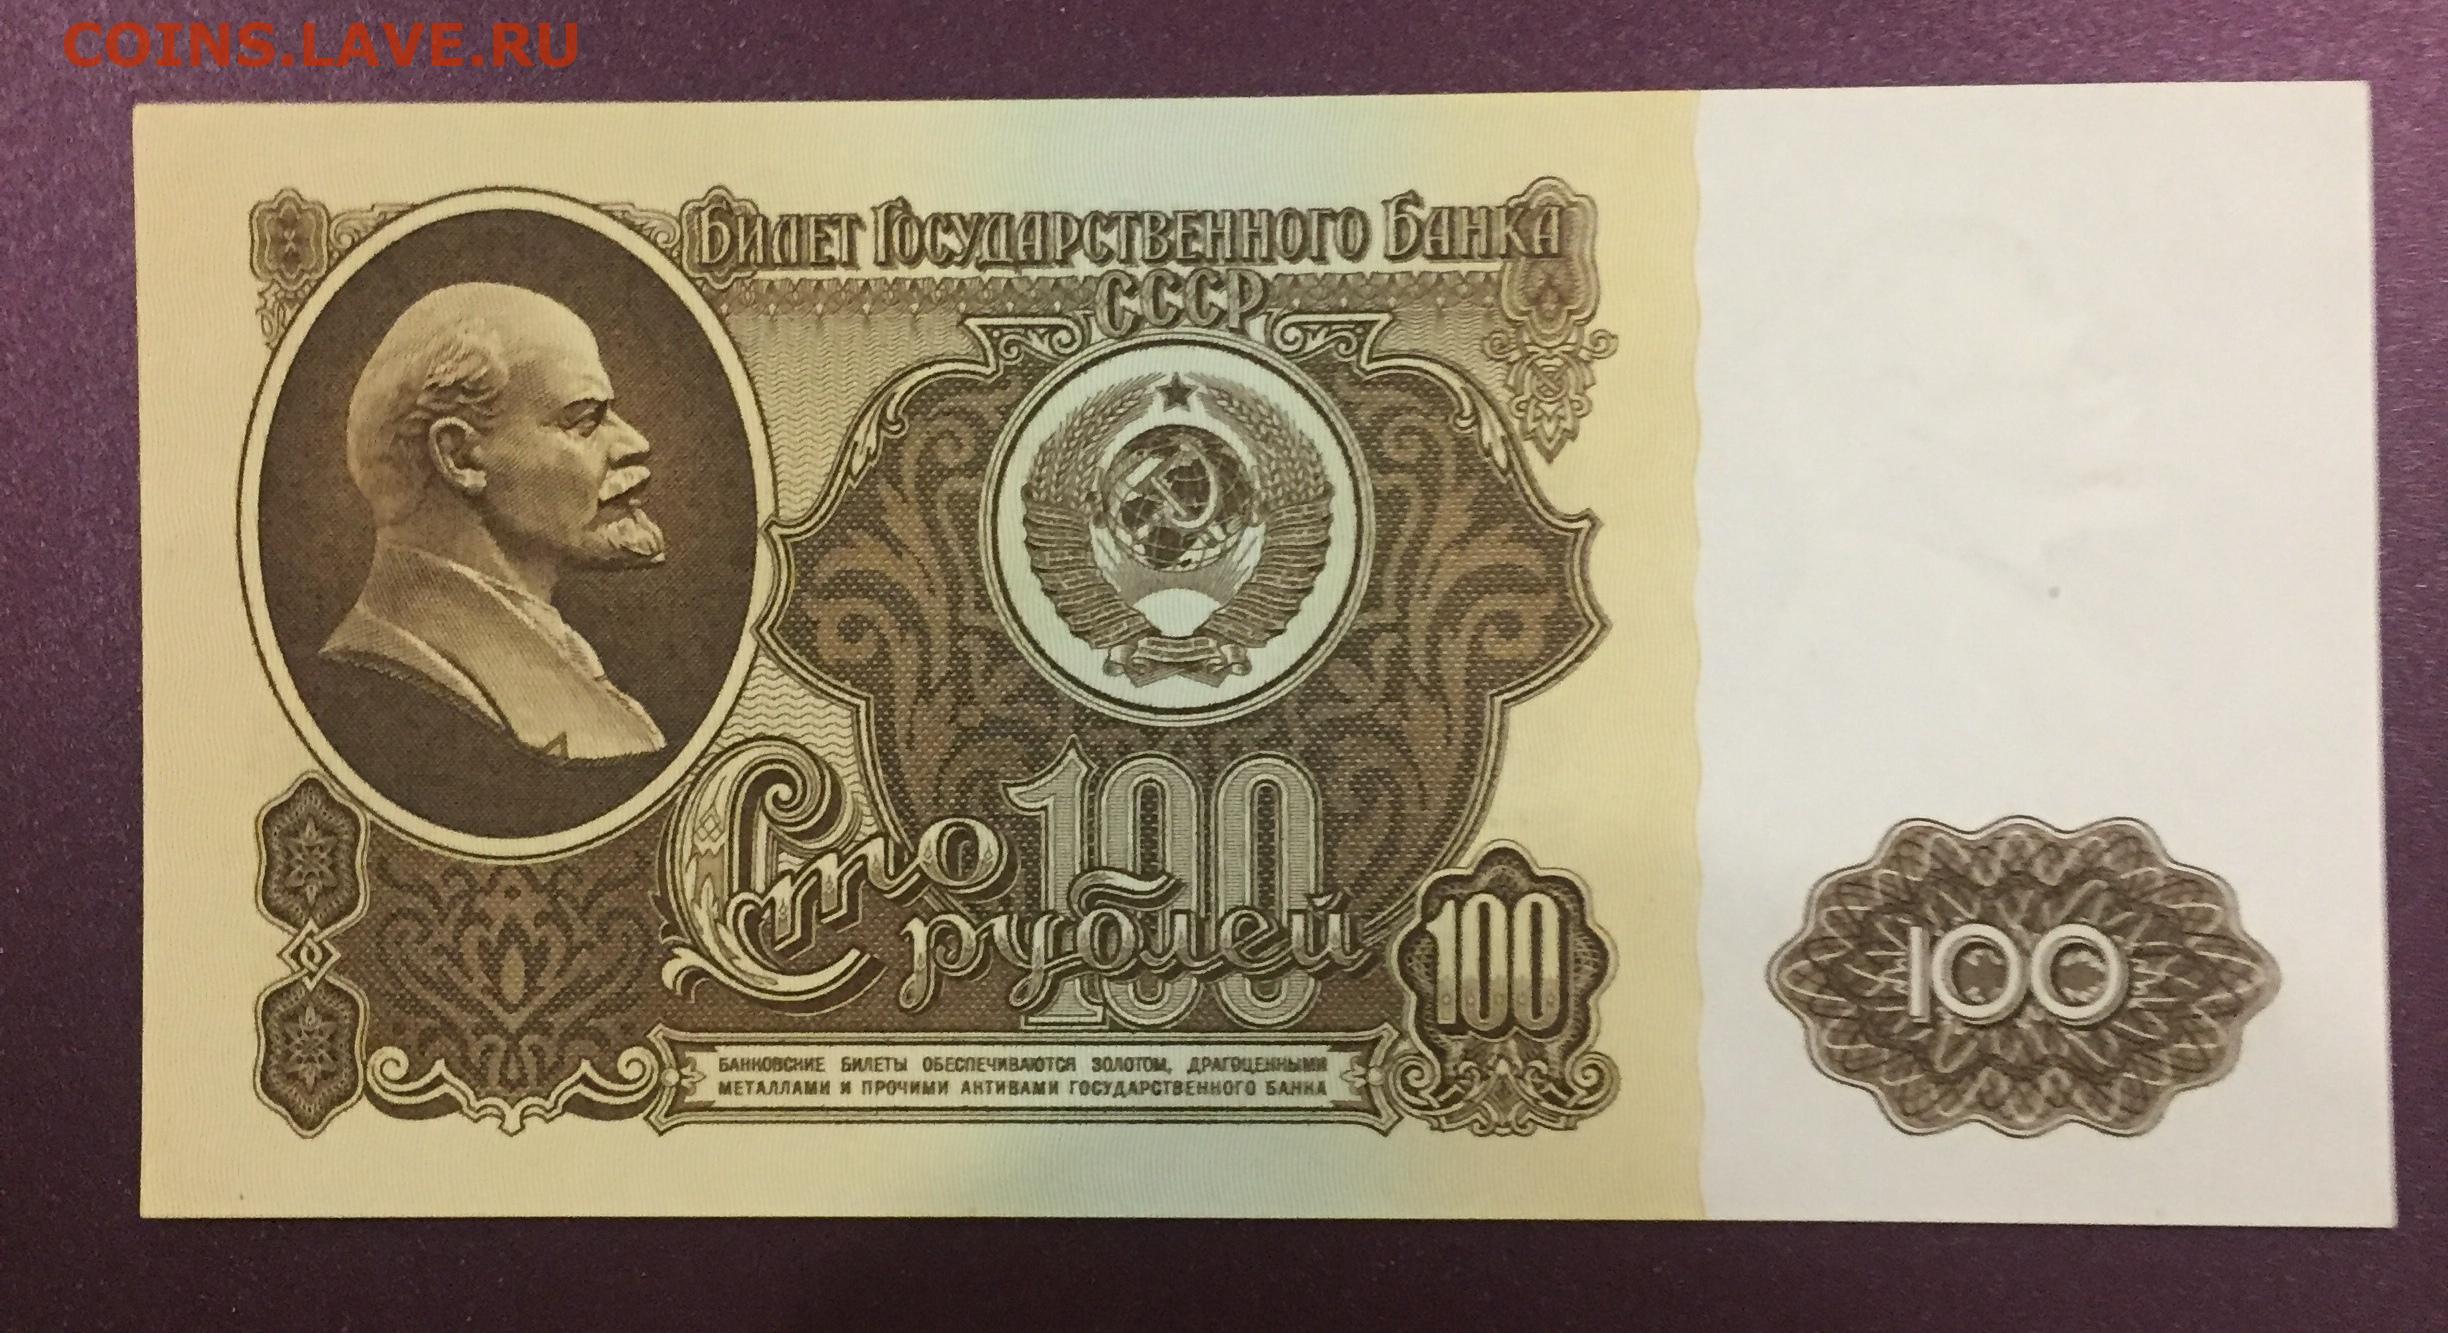 COINS.LAVE.RU
Билет Государственного Банка
СССР
100
Сто
рублей
100
100
БАНКОВСКИЕ БИЛЕТЫ ОБЕСПЕЧИВАЮТСЯ ЗОЛОТОМ, ДРАГОЦЕННЫМИ
МЕТАЛЛАМИ И ПРОЧИМИ АКТИВАМИ ГОСУДАРСТВЕННОГО БАНКА